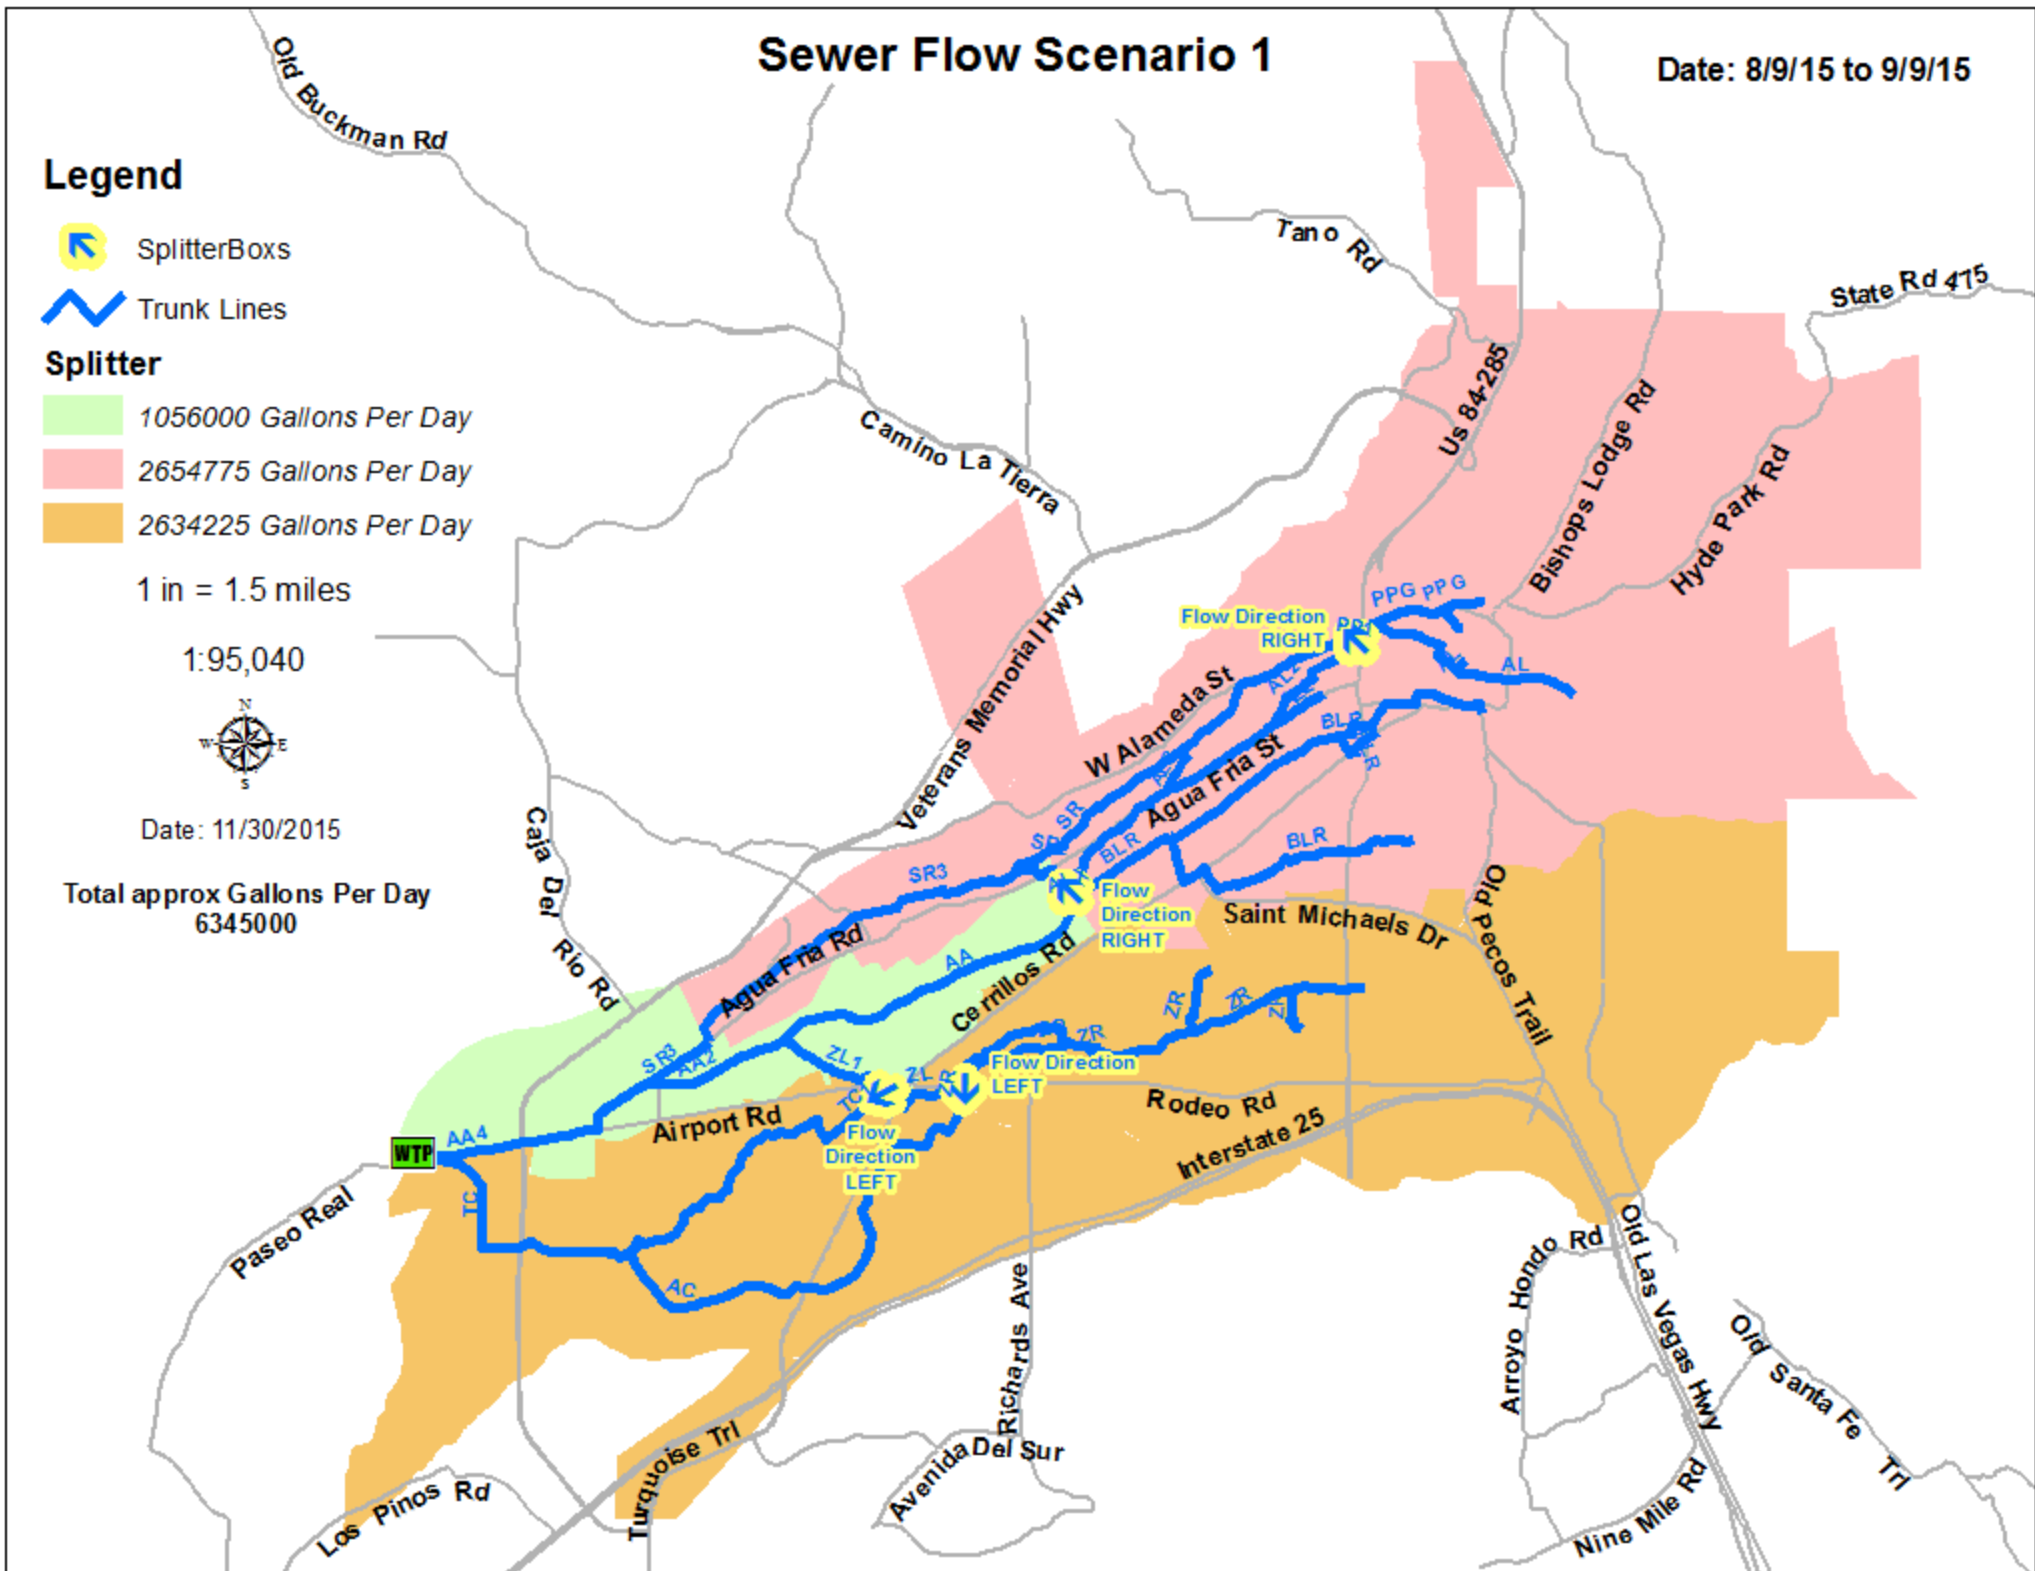 Sewer Flow Scenario 1
Date: 8/9/15 to 9/9/15
Legend
SplitterBoxs
Trunk Lines
Splitter
1056000 Gallons Per Day
2654775 Gallons Per Day
2634225 Gallons Per Day
1 in = 1.5 miles
1:95,040
N
W
E
S
Date: 11/30/2015
Total approx Gallons Per Day
6345000
Old Buckman Rd
Tano Rd
State Rd 475
Camino La Tierra
Us 84-285
Bishops Lodge Rd
Hyde Park Rd
Veterans Memorial Hwy
Flow Direction
RIGHT
PPG
PPG
AL
W Alameda St
AL2
BLR
Agua Fria St
SR
BLR
BLR
SR3
Caja Del Rio Rd
Flow
Direction
RIGHT
Saint Michaels Dr
Old Pecos Trail
Agua Fria Rd
AA
Cerrillos Rd
ZR
ZR
ZR
SR3
AA2
ZL1
ZL
ZR
Flow Direction
LEFT
TC
Airport Rd
Rodeo Rd
Interstate 25
Flow
Direction
LEFT
AA4
WTP
TC
AC
Paseo Real
Richards Ave
Arroyo Hondo Rd
Old Las Vegas Hwy
Old Santa Fe Trl
Turquoise Trl
Avenida Del Sur
Los Pinos Rd
Nine Mile Rd